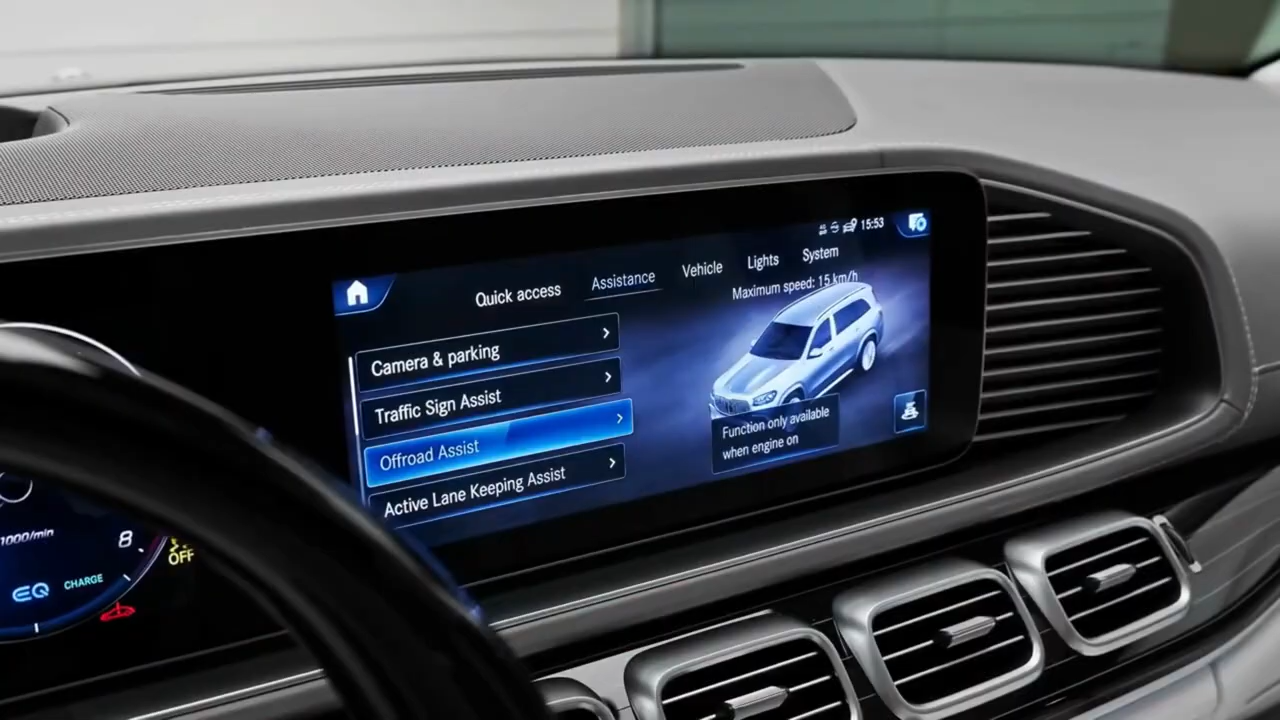 15:53
Quick access
Assistance
Vehicle
Lights
System
Maximum speed: 15 km/h
Camera & parking
Traffic Sign Assist
Offroad Assist
Active Lane Keeping Assist
Function only available
when engine on
1000/min
8
OFF
EQ
CHARGE